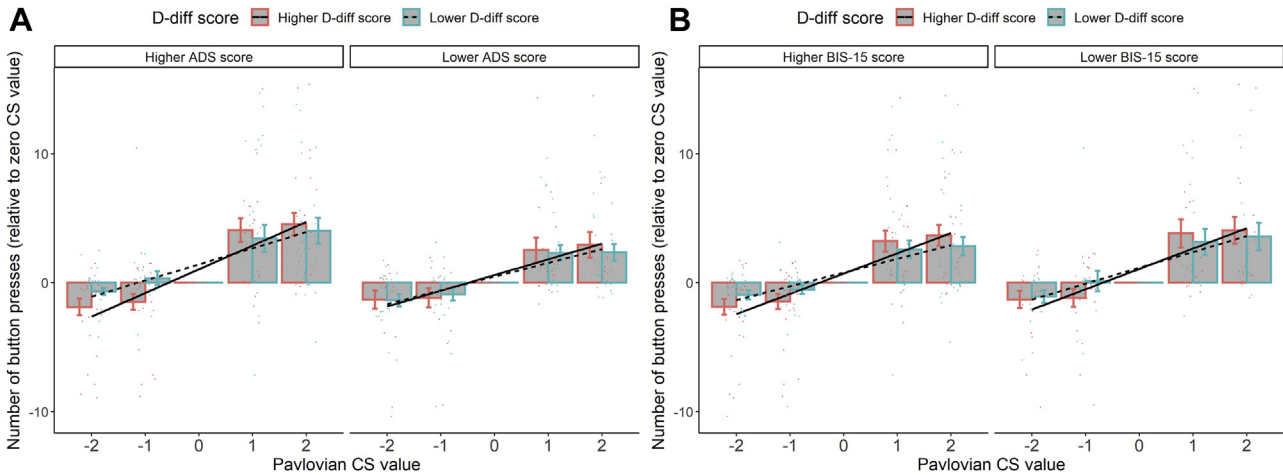 A
D-diff score Higher D-diff score Lower D-diff score
Higher ADS score Lower ADS score
Number of button presses (relative to zero CS value)
10
0
-10
-2 -1 0 1 2 -2 -1 0 1 2
Pavlovian CS value
B
D-diff score Higher D-diff score Lower D-diff score
Higher BIS-15 score Lower BIS-15 score
Number of button presses (relative to zero CS value)
10
0
-10
-2 -1 0 1 2 -2 -1 0 1 2
Pavlovian CS value